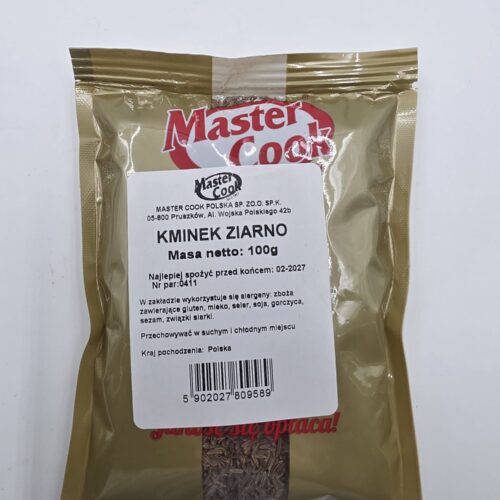 Master
Cook
Master
Cook
MASTER COOK POLSKA SP. ZO.O. SP.K.
05-800 Pruszków, Al. Wojska Polskiego 42b
KMINEK ZIARNO
Masa netto: 100g
Najlepiej spożyć przed końcem: 02-2027
Nr par:0411
W zakładzie wykorzystuje się alergeny: zboża
zawierające gluten, mleko, seler, soja, gorczyca,
sezam, związki siarki.
Przechowywać w suchym i chłodnym miejscu
Kraj pochodzenia: Polska
5 902027 809589
się opłaca!